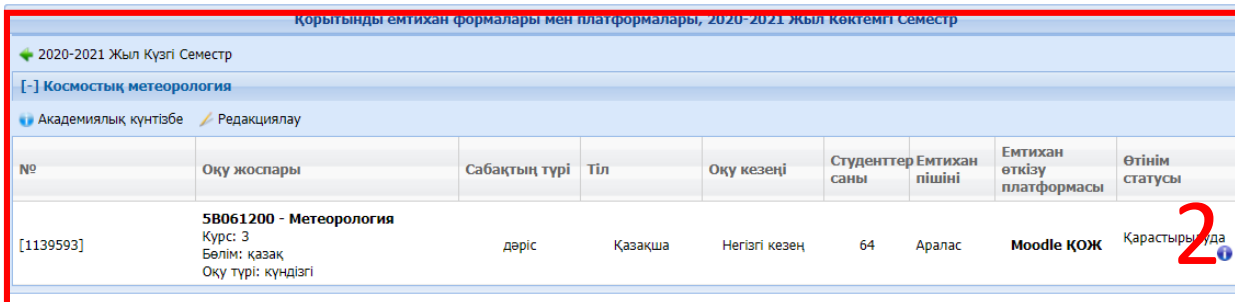 Қорытынды емтихан формалары мен платформалары, 2020-2021 Жыл Көктемгі Семестр
2020-2021 Жыл Күзгі Семестр
[-] Космостық метеорология
Академиялық күнтізбе Редакциялау
№ Оқу жоспары Сабақтың түрі Тіл Оқу кезеңі Студенттер саны Емтихан пішіні Емтихан өткізу платформасы Өтінім статусы
5B061200 - Метеорология
Курс: 3
[1139593] дәріс Қазақша Негізгі кезең 64 Аралас Moodle ҚОЖ Қарастырылуда
Бөлім: қазақ
Оқу түрі: күндізгі
2